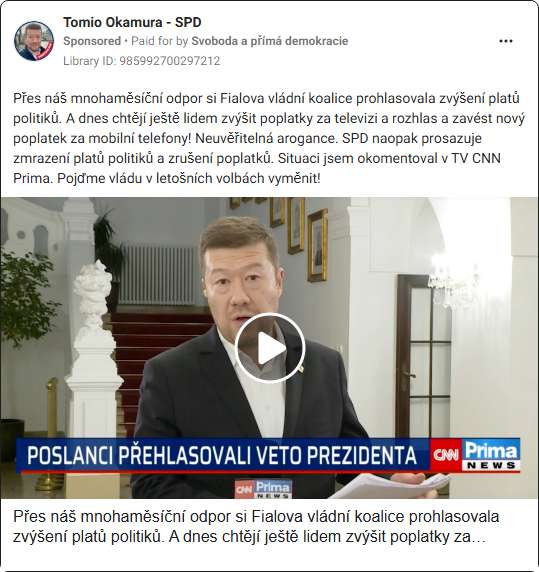 Tomio Okamura - SPD
Sponsored • Paid for by Svoboda a přímá demokracie
Library ID: 985992700297212
Přes náš mnohaměsíční odpor si Fialova vládní koalice prohlasovala zvýšení platů
politiků. A dnes chtějí ještě lidem zvýšit poplatky za televizi a rozhlas a zavést nový
poplatek za mobilní telefony! Neuvěřitelná arogance. SPD naopak prosazuje
zmrazení platů politiků a zrušení poplatků. Situaci jsem okomentoval v TV CNN
Prima. Pojďme vládu v letošních volbách vyměnit!
POSLANCI PŘEHLASOVALI VETO PREZIDENTA CNN Prima NEWS
CNN Prima NEWS
Přes náš mnohaměsíční odpor si Fialova vládní koalice prohlasovala
zvýšení platů politiků. A dnes chtějí ještě lidem zvýšit poplatky za…